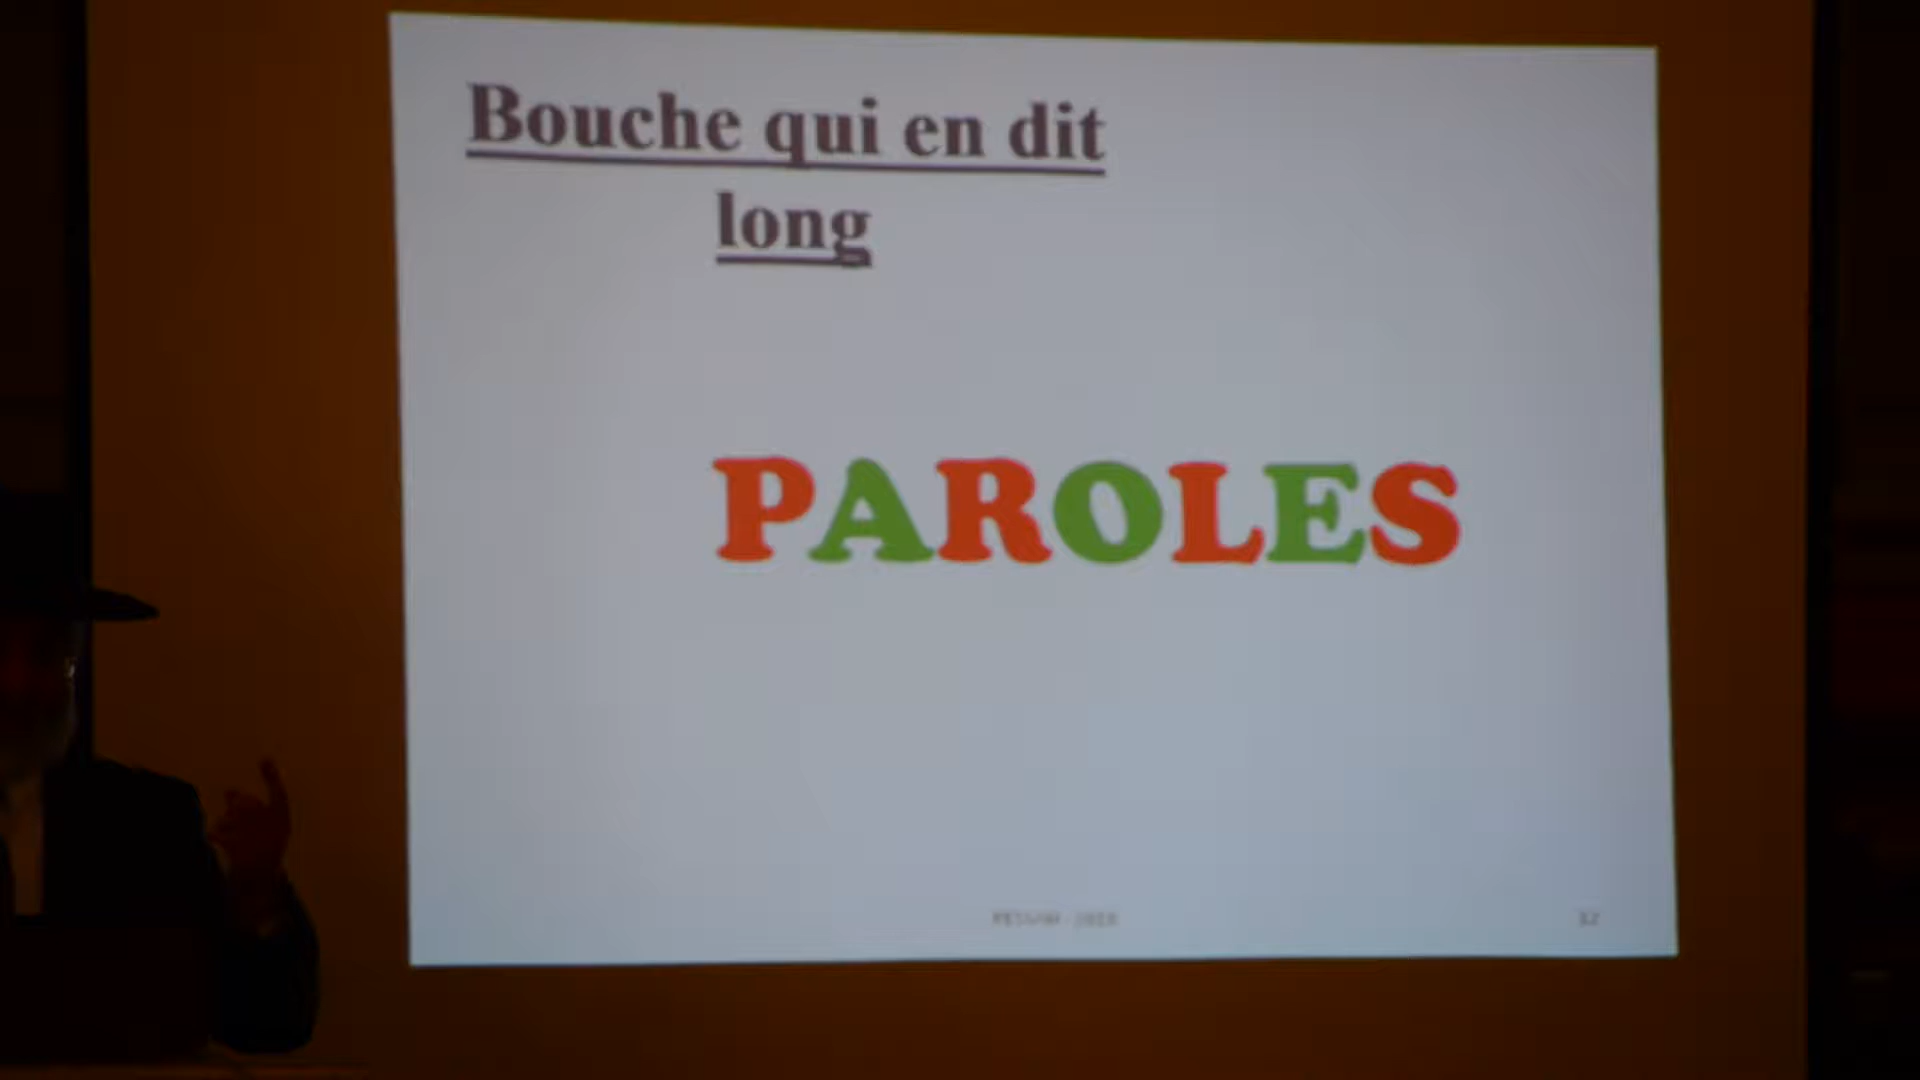 Bouche qui en dit
long
PAROLES